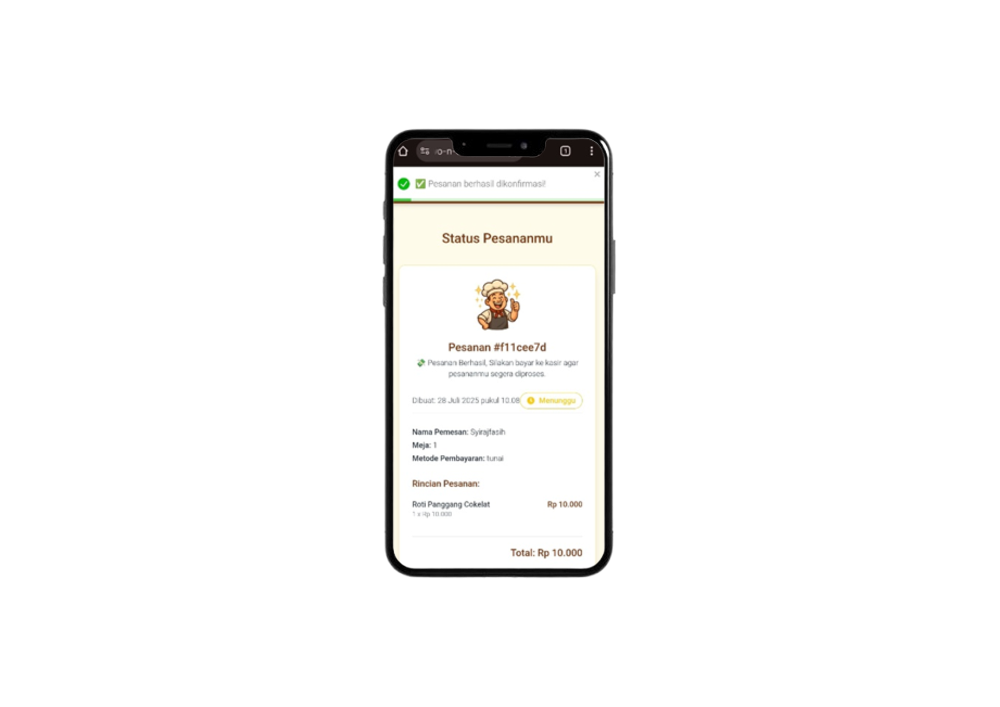 o-n-
1
✅ Pesanan berhasil dikonfirmasi!
Status Pesananmu
Pesanan #f11cee7d
💸 Pesanan Berhasil, Silakan bayar ke kasir agar
pesananmu segera diproses.
Dibuat: 28 Juli 2025 pukul 10.08 Menunggu
Nama Pemesan: Syirajfasih
Meja: 1
Metode Pembayaran: tunai
Rincian Pesanan:
Roti Panggang Cokelat Rp 10.000
1 x Rp 10.000
Total: Rp 10.000